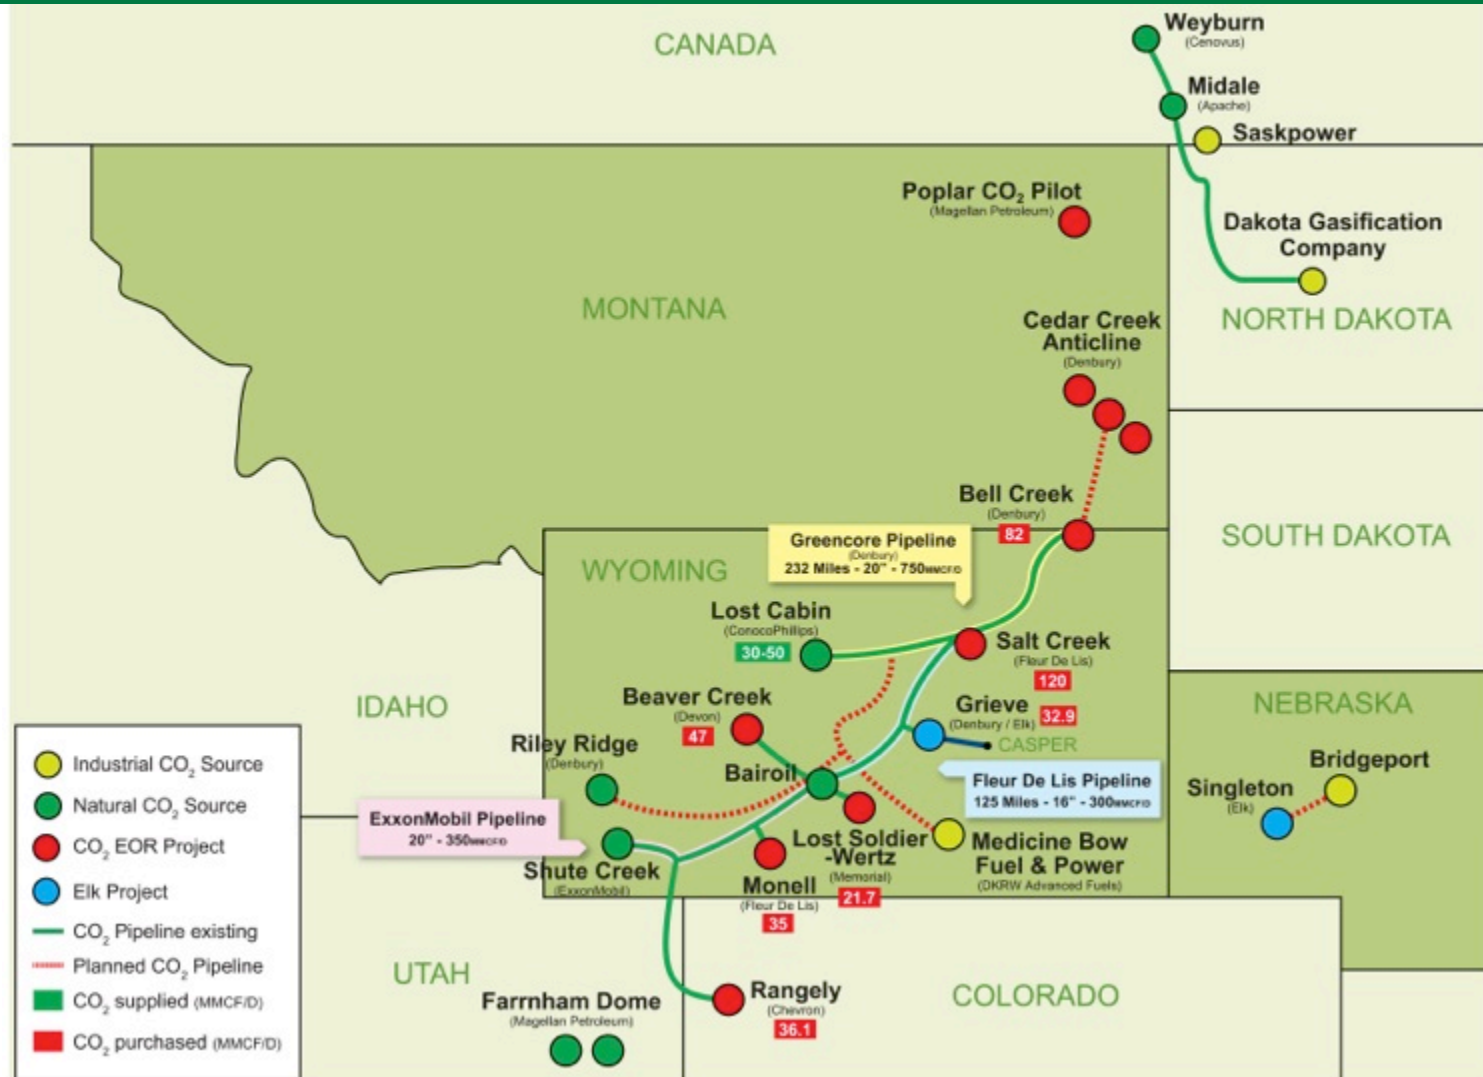 CANADA
Weyburn
(Cenovus)
Midale
(Apache)
Saskpower
Poplar CO₂ Pilot
(Magellan Petroleum)
Dakota Gasification
Company
MONTANA
NORTH DAKOTA
Cedar Creek
Anticline
(Denbury)
Bell Creek
(Denbury)
82
SOUTH DAKOTA
Greencore Pipeline
(Denbury)
232 Miles - 20" - 750MMCF/D
WYOMING
Lost Cabin
(ConocoPhillips)
30-50
Salt Creek
(Fleur De Lis)
120
Beaver Creek
(Devon)
47
Grieve
(Denbury / Elk)
32.9
CASPER
IDAHO
NEBRASKA
Riley Ridge
(Denbury)
Bairoil
Fleur De Lis Pipeline
125 Miles - 16" - 300MMCF/D
Bridgeport
Singleton
(Elk)
ExxonMobil Pipeline
20" - 350MMCF/D
Shute Creek
(ExxonMobil)
Lost Soldier
-Wertz
(Memorial)
21.7
Medicine Bow
Fuel & Power
(DKRW Advanced Fuels)
Monell
(Fleur De Lis)
35
UTAH
COLORADO
Farrnham Dome
(Magellan Petroleum)
Rangely
(Chevron)
36.1
Industrial CO₂ Source
Natural CO₂ Source
CO₂ EOR Project
Elk Project
CO₂ Pipeline existing
Planned CO₂ Pipeline
CO₂ supplied (MMCF/D)
CO₂ purchased (MMCF/D)